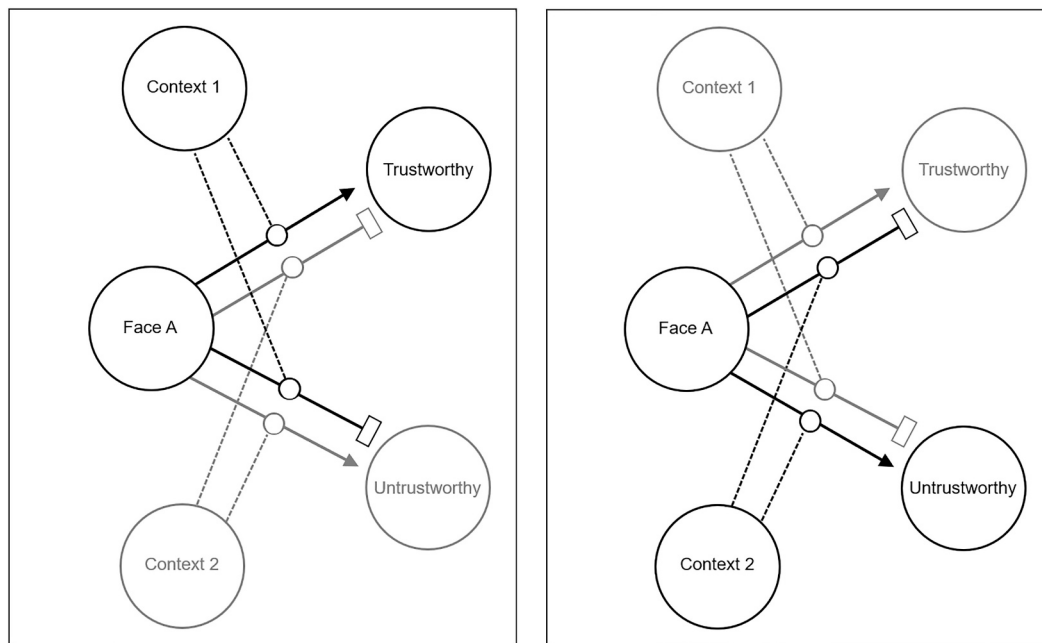 Context 1
Trustworthy
Face A
Untrustworthy
Context 2
Context 1
Trustworthy
Face A
Untrustworthy
Context 2